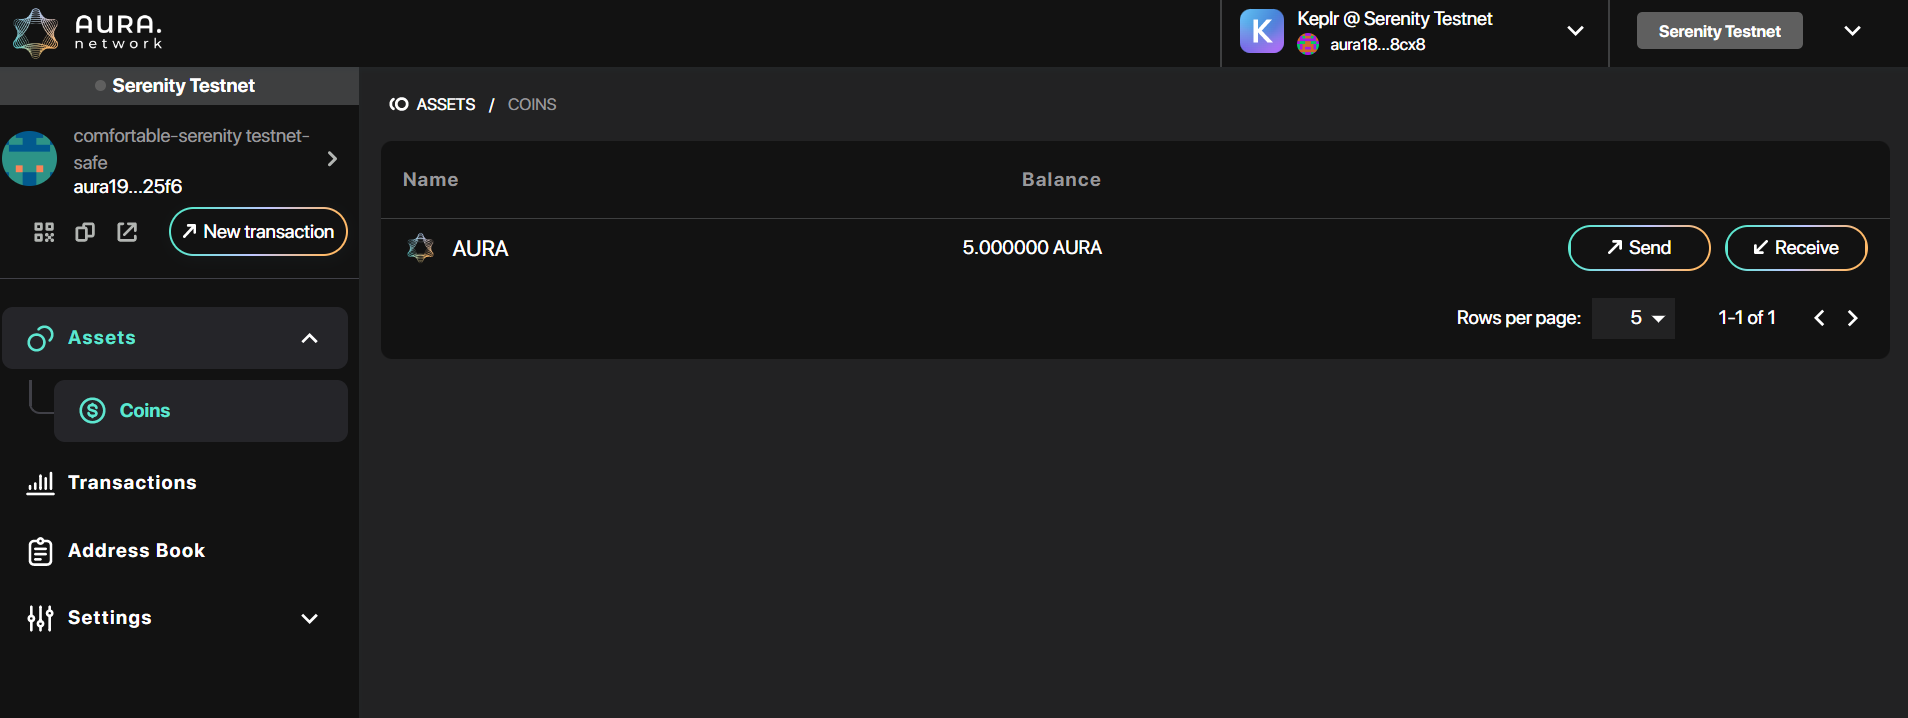 AURA.
network
K
Keplr @ Serenity Testnet
aura18...8cx8
Serenity Testnet
Serenity Testnet
comfortable-serenity testnet-
safe
aura19...25f6
New transaction
Assets
Coins
Transactions
Address Book
Settings
ASSETS / COINS
Name Balance
AURA 5.000000 AURA Send Receive
Rows per page: 5 1-1 of 1